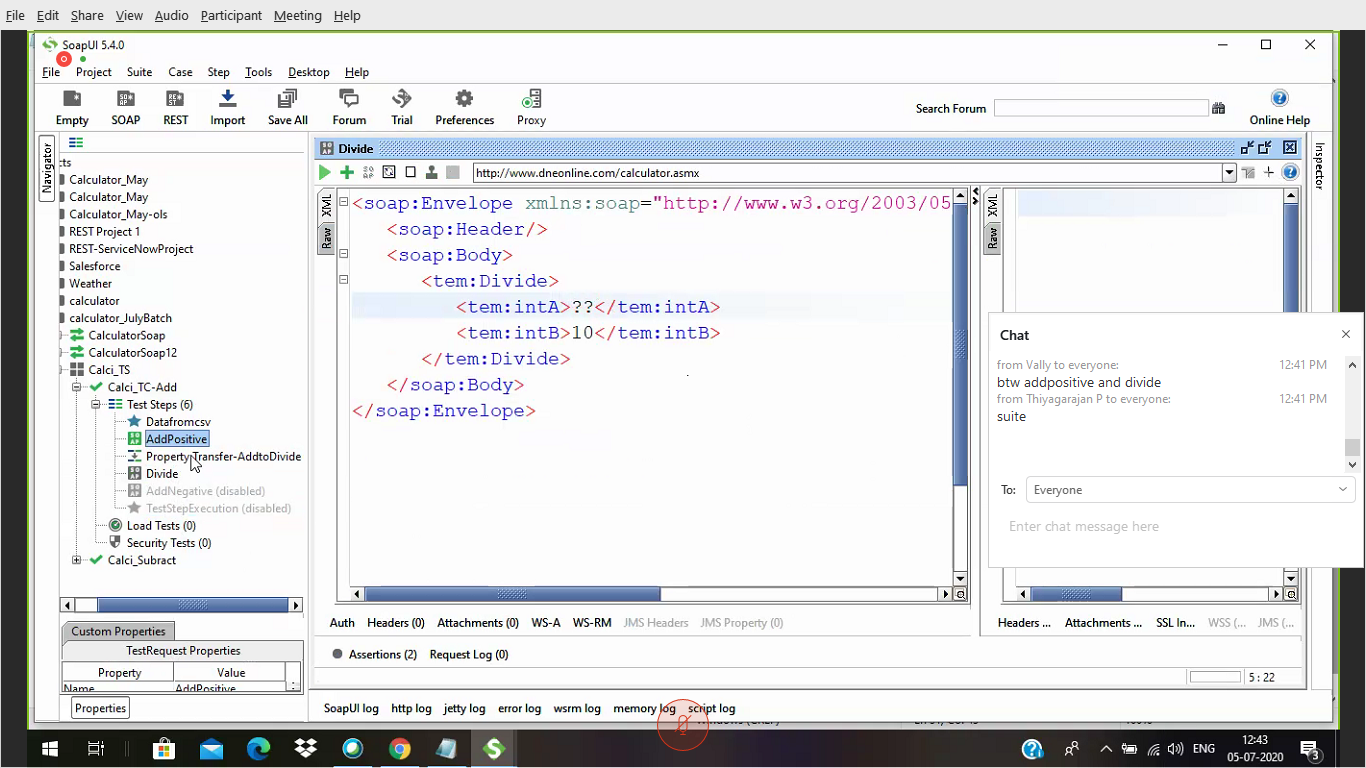 File Edit Share View Audio Participant Meeting Help
SoapUI 5.4.0
File Project Suite Case Step Tools Desktop Help
Empty SOAP REST Import Save All Forum Trial Preferences Proxy
Search Forum
Online Help
Navigator
cts
Calculator_May
Calculator_May
Calculator_May-ols
REST Project 1
REST-ServiceNowProject
Salesforce
Weather
calculator
calculator_JulyBatch
CalculatorSoap
CalculatorSoap12
Calci_TS
Calci_TC-Add
Test Steps (6)
Datafromcsv
AddPositive
Property Transfer-AddtoDivide
Divide
AddNegative (disabled)
TestStepExecution (disabled)
Load Tests (0)
Security Tests (0)
Calci_Subract
Custom Properties
TestRequest Properties
Property Value
Name AddPositive
Properties
Divide
http://www.dneonline.com/calculator.asmx
XML
Raw
<soap:Envelope xmlns:soap="http://www.w3.org/2003/05
<soap:Header/>
<soap:Body>
<tem:Divide>
<tem:intA>??</tem:intA>
<tem:intB>10</tem:intB>
</tem:Divide>
</soap:Body>
</soap:Envelope>
XML
Raw
Inspector
Auth Headers (0) Attachments (0) WS-A WS-RM JMS Headers JMS Property (0)
Headers ... Attachments ... SSL In... WSS (... JMS (...
Assertions (2) Request Log (0)
5 : 22
SoapUI log http log jetty log error log wsrm log memory log script log
Chat
from Vally to everyone: 12:41 PM
btw addpositive and divide
from Thiyagarajan P to everyone: 12:41 PM
suite
To: Everyone
Enter chat message here
ENG
12:43
05-07-2020
3